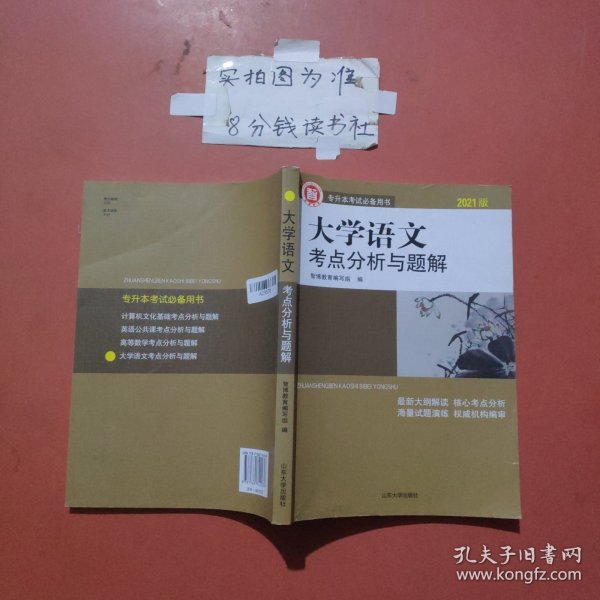 实拍图为准
8分钱读书社
专升本考试必备用书
2021版
大学语文
考点分析与题解
智博教育编写组 编
ZHUANSHENGBEN KAOSHI BIBEI YONGSHU
最新大纲解读 核心考点分析
海量试题演练 权威机构编审
山东大学出版社
大学语文
考点分析与题解
智博教育编写组 编
山东大学出版社
ZHUANSHENGBEN KAOSHI BIBEI YONGSHU
专升本考试必备用书
计算机文化基础考点分析与题解
英语公共课考点分析与题解
高等数学考点分析与题解
大学语文考点分析与题解
孔夫子旧书网
www.kongfz.com